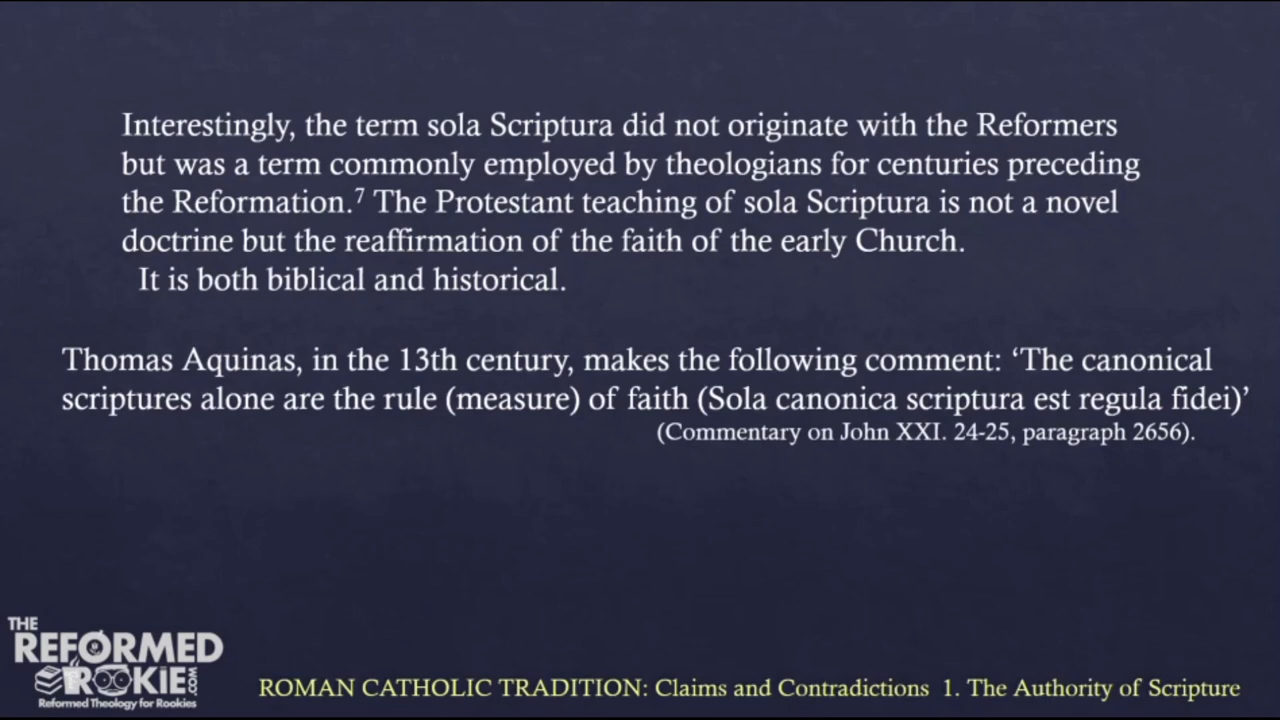 Interestingly, the term sola Scriptura did not originate with the Reformers
but was a term commonly employed by theologians for centuries preceding
the Reformation.⁷ The Protestant teaching of sola Scriptura is not a novel
doctrine but the reaffirmation of the faith of the early Church.
It is both biblical and historical.
Thomas Aquinas, in the 13th century, makes the following comment: ‘The canonical
scriptures alone are the rule (measure) of faith (Sola canonica scriptura est regula fidei)’
(Commentary on John XXI. 24-25, paragraph 2656).
THE
REFORMED
ROOKIE.COM
Reformed Theology for Rookies
ROMAN CATHOLIC TRADITION: Claims and Contradictions 1. The Authority of Scripture